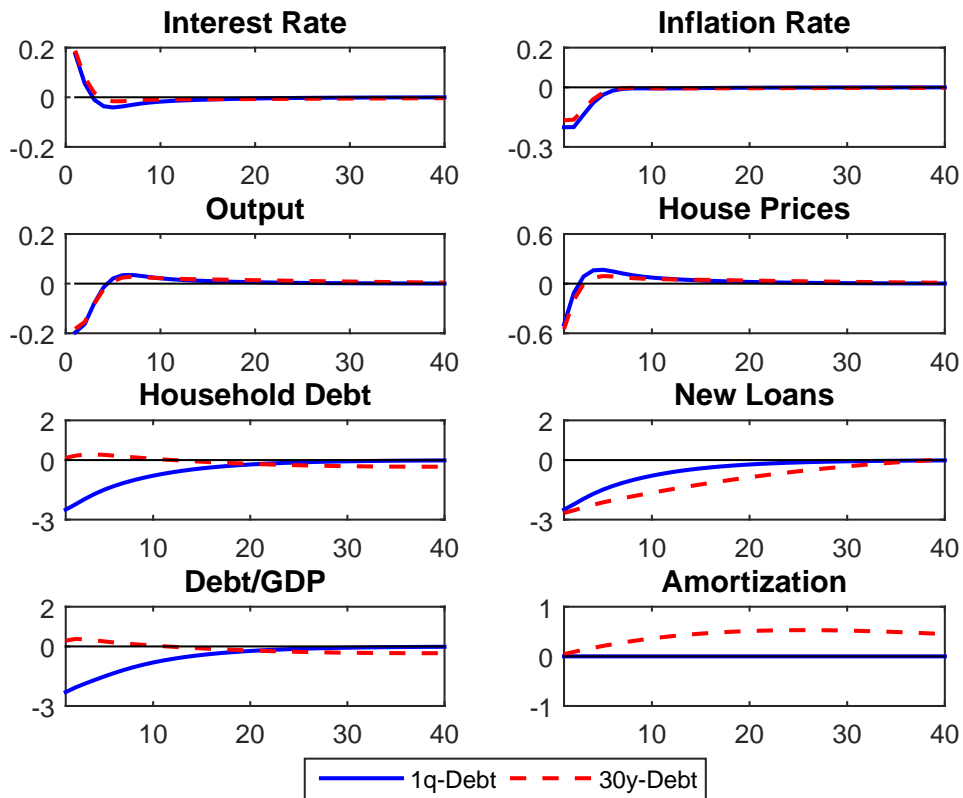 Interest Rate
0.2
0
-0.2
0 10 20 30 40
Inflation Rate
0.2
0
-0.3
10 20 30 40
Output
0.2
0
-0.2
0 10 20 30 40
House Prices
0.6
0
-0.6
10 20 30 40
Household Debt
2
0
-3
10 20 30 40
New Loans
2
0
-3
10 20 30 40
Debt/GDP
2
0
-3
10 20 30 40
Amortization
1
0
-1
10 20 30 40
1q-Debt 30y-Debt